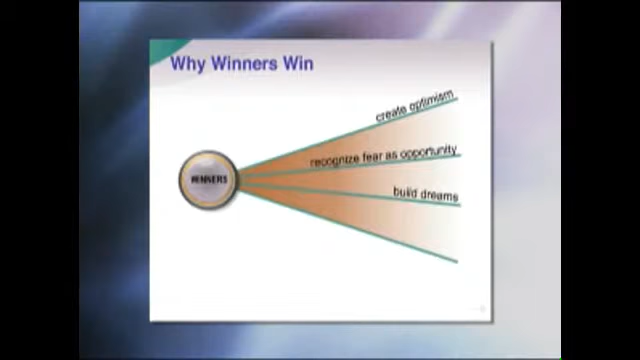 Why Winners Win
create optimism
recognize fear as opportunity
WINNERS
build dreams